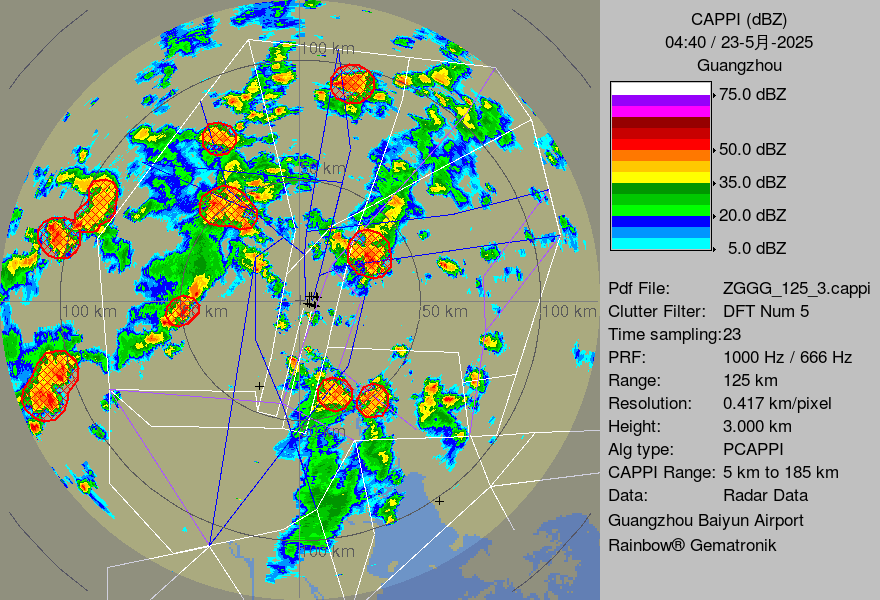 CAPPI (dBZ)
04:40 / 23-5月-2025
Guangzhou
75.0 dBZ
50.0 dBZ
35.0 dBZ
20.0 dBZ
5.0 dBZ
Pdf File: ZGGG_125_3.cappi
Clutter Filter: DFT Num 5
Time sampling:23
PRF: 1000 Hz / 666 Hz
Range: 125 km
Resolution: 0.417 km/pixel
Height: 3.000 km
Alg type: PCAPPI
CAPPI Range: 5 km to 185 km
Data: Radar Data
Guangzhou Baiyun Airport
Rainbow® Gematronik
100 km
km
100 km
km
50 km
100 km
km
100 km